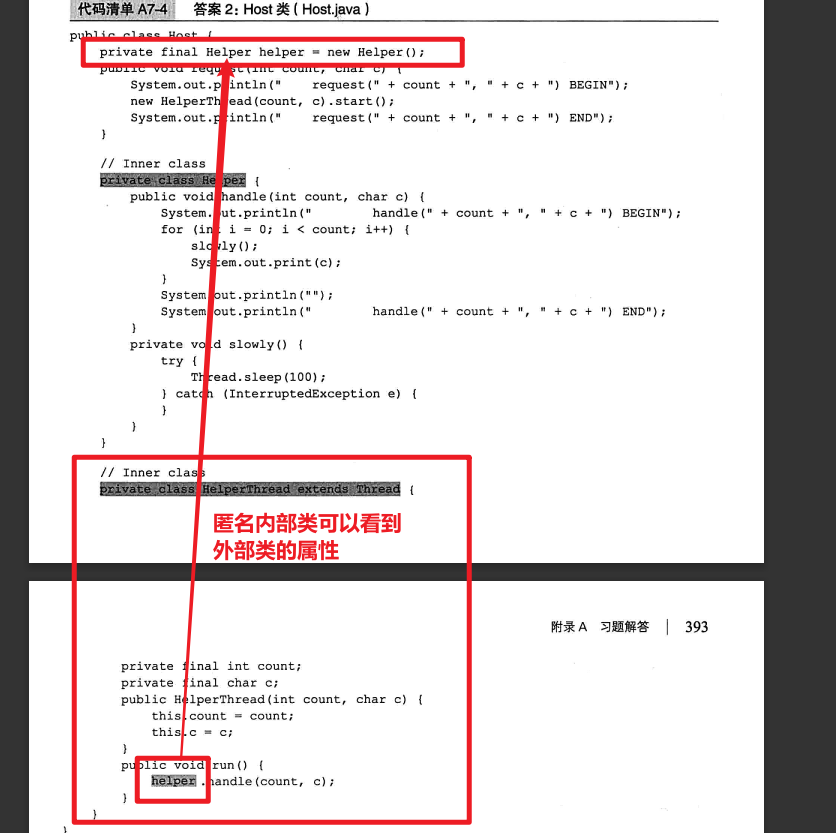 代码清单 A7-4 答案 2：Host 类（Host.java）
public class Host {
private final Helper helper = new Helper();
public void request(int count, char c) {
System.out.println("    request(" + count + ", " + c + ") BEGIN");
new HelperThread(count, c).start();
System.out.println("    request(" + count + ", " + c + ") END");
}
// Inner class
private class Helper {
public void handle(int count, char c) {
System.out.println("        handle(" + count + ", " + c + ") BEGIN");
for (int i = 0; i < count; i++) {
slowly();
System.out.print(c);
}
System.out.println("");
System.out.println("        handle(" + count + ", " + c + ") END");
}
private void slowly() {
try {
Thread.sleep(100);
} catch (InterruptedException e) {
}
}
}
// Inner class
private class HelperThread extends Thread {
匿名内部类可以看到
外部类的属性
附录 A 习题解答 | 393
private final int count;
private final char c;
public HelperThread(int count, char c) {
this.count = count;
this.c = c;
}
public void run() {
helper.handle(count, c);
}
}
}